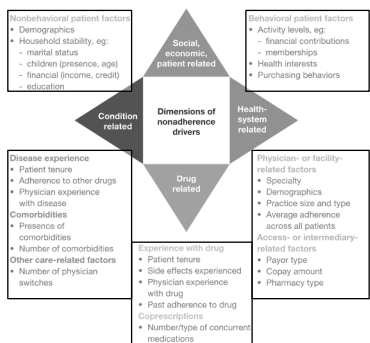 Nonbehavioral patient factors
• Demographics
• Household stability, eg:
- marital status
- children (presence, age)
- financial (income, credit)
- education
Social,
economic,
patient related
Behavioral patient factors
• Activity levels, eg:
- financial contributions
- memberships
• Health interests
• Purchasing behaviors
Condition
related
Dimensions of
nonadherence
drivers
Health-
system
related
Drug
related
Disease experience
• Patient tenure
• Adherence to other drugs
• Physician experience
with disease
Comorbidities
• Presence of
comorbidities
• Number of comorbidities
Other care-related factors
• Number of physician
switches
Experience with drug
• Patient tenure
• Side effects experienced
• Physician experience
with drug
• Past adherence to drug
Coprescriptions
• Number/type of concurrent
medications
Physician- or facility-
related factors
• Specialty
• Demographics
• Practice size and type
• Average adherence
across all patients
Access- or intermediary-
related factors
• Payor type
• Copay amount
• Pharmacy type